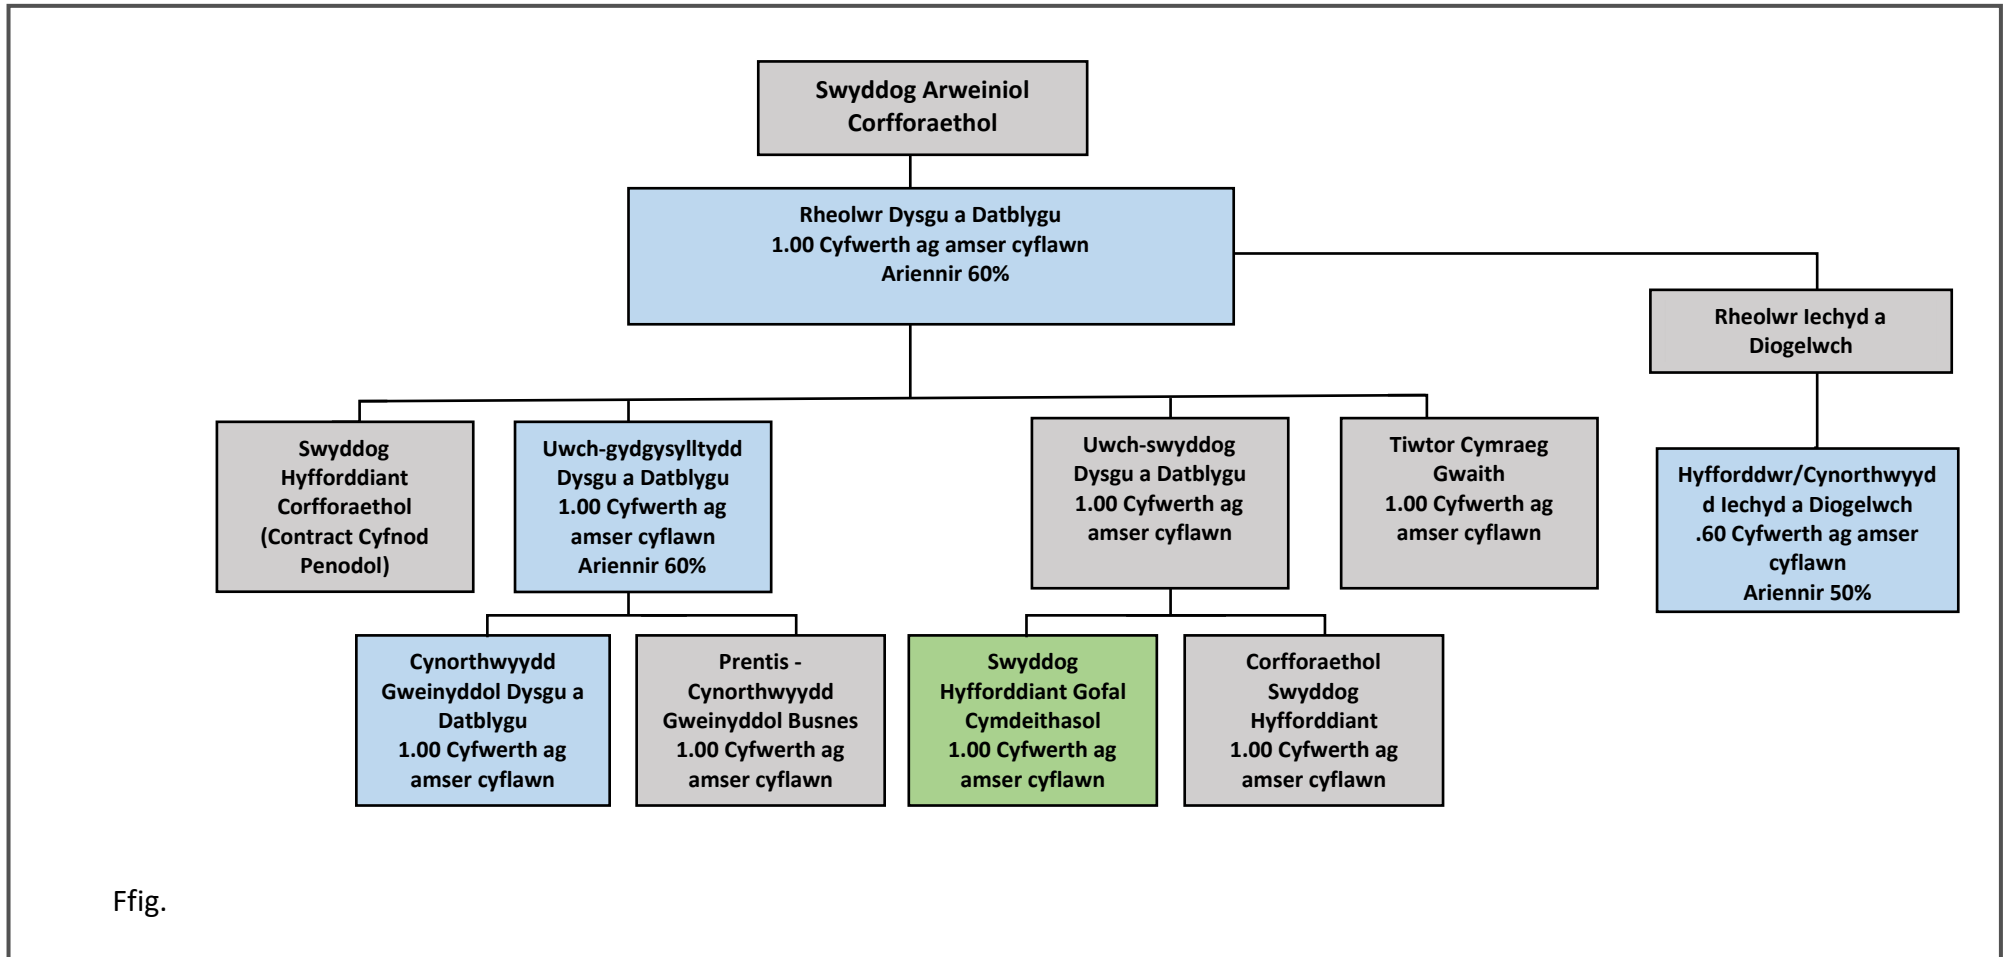 Swyddog Arweiniol
Corfforaethol
Rheolwr Dysgu a Datblygu
1.00 Cyfwerth ag amser cyflawn
Ariennir 60%
Rheolwr Iechyd a
Diogelwch
Swyddog
Hyfforddiant
Corfforaethol
(Contract Cyfnod
Penodol)
Uwch-gydgysylltydd
Dysgu a Datblygu
1.00 Cyfwerth ag
amser cyflawn
Ariennir 60%
Uwch-swyddog
Dysgu a Datblygu
1.00 Cyfwerth ag
amser cyflawn
Tiwtor Cymraeg
Gwaith
1.00 Cyfwerth ag
amser cyflawn
Hyfforddwr/Cynorthwyyd
d Iechyd a Diogelwch
.60 Cyfwerth ag amser
cyflawn
Ariennir 50%
Cynorthwyydd
Gweinyddol Dysgu a
Datblygu
1.00 Cyfwerth ag
amser cyflawn
Prentis -
Cynorthwyydd
Gweinyddol Busnes
1.00 Cyfwerth ag
amser cyflawn
Swyddog
Hyfforddiant Gofal
Cymdeithasol
1.00 Cyfwerth ag
amser cyflawn
Corfforaethol
Swyddog
Hyfforddiant
1.00 Cyfwerth ag
amser cyflawn
Ffig.